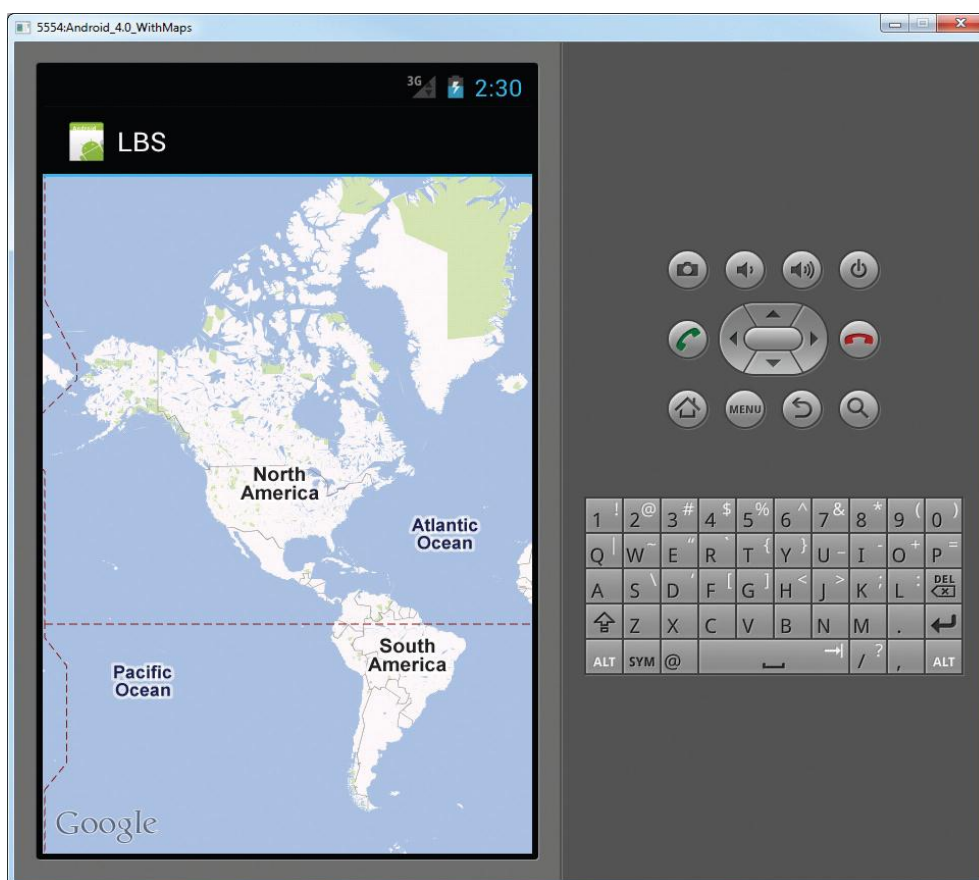 5554:Android_4.0_WithMaps
3G 2:30
Android
LBS
North
America
Atlantic
Ocean
South
America
Pacific
Ocean
Google
MENU
1 ! 2 @ 3 # 4 $ 5 % 6 ^ 7 & 8 * 9 ( 0 )
Q | W ~ E “ R ` T { Y } U _ I - O + P =
A S \ D ‘ F [ G ] H < J > K ; L : DEL
Z X C V B N M .
ALT SYM @ / ? , ALT